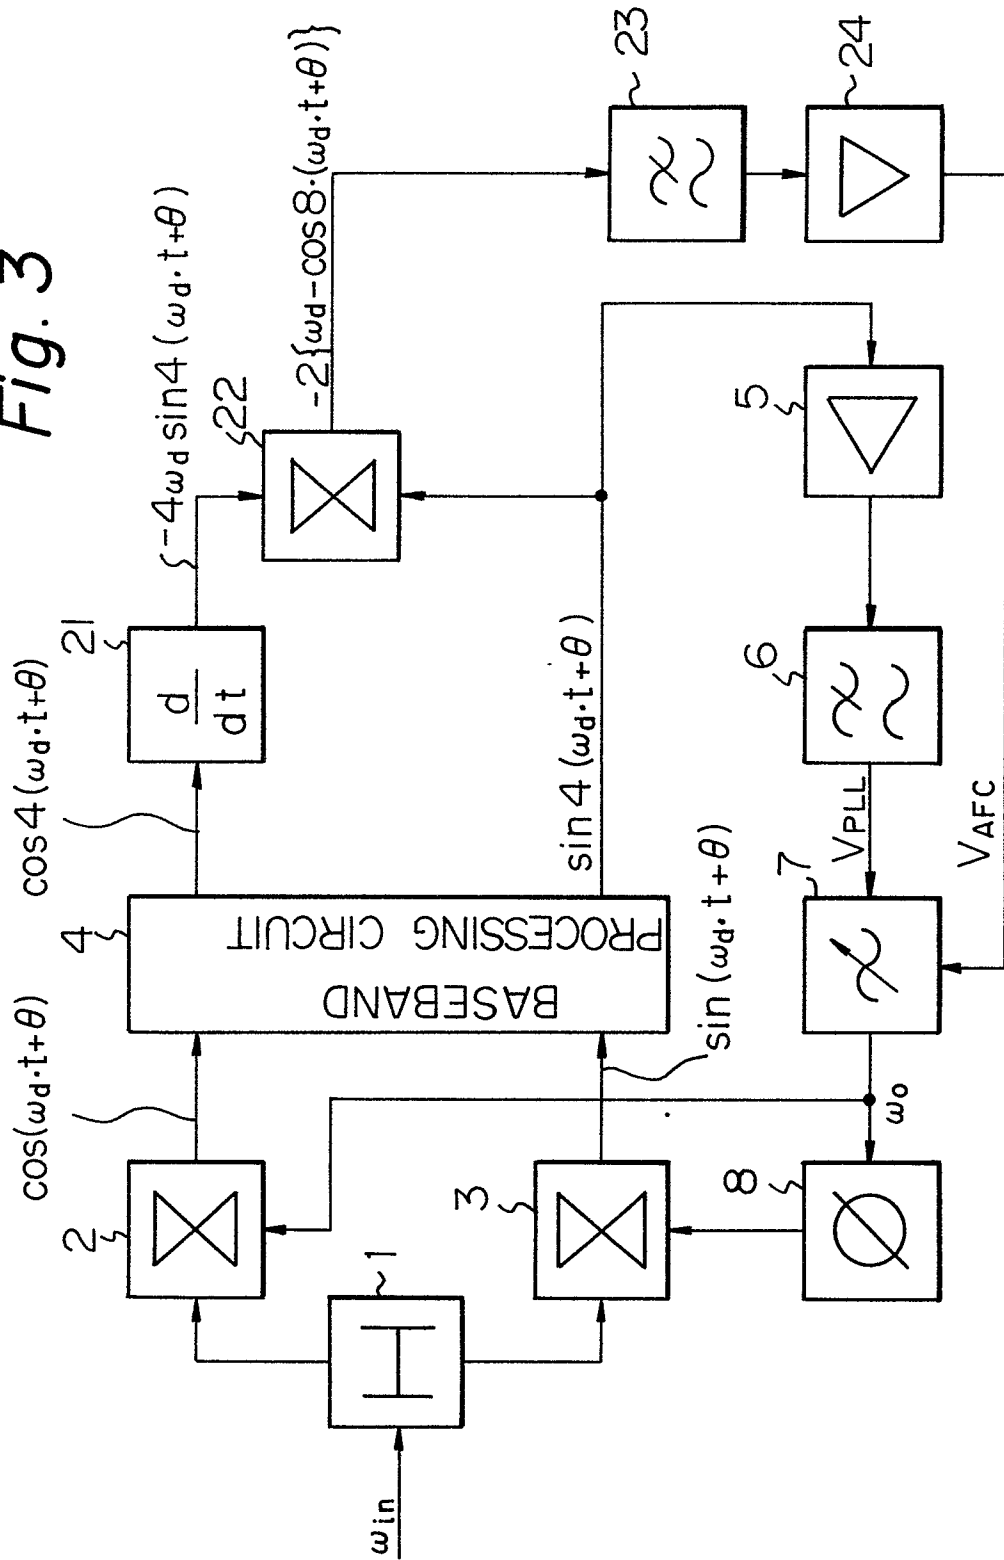 Fig. 3
cos(ωd·t+θ)
cos4(ωd·t+θ)
-4ωd sin4(ωd·t+θ)
2
4
21
22
-2{ωd-cos8·(ωd·t+θ)}
d
dt
ωin
1
BASEBAND
PROCESSING CIRCUIT
3
sin(ωd·t+θ)
sin4(ωd·t+θ)
23
8
7
6
5
24
ωo
VPLL
VAFC